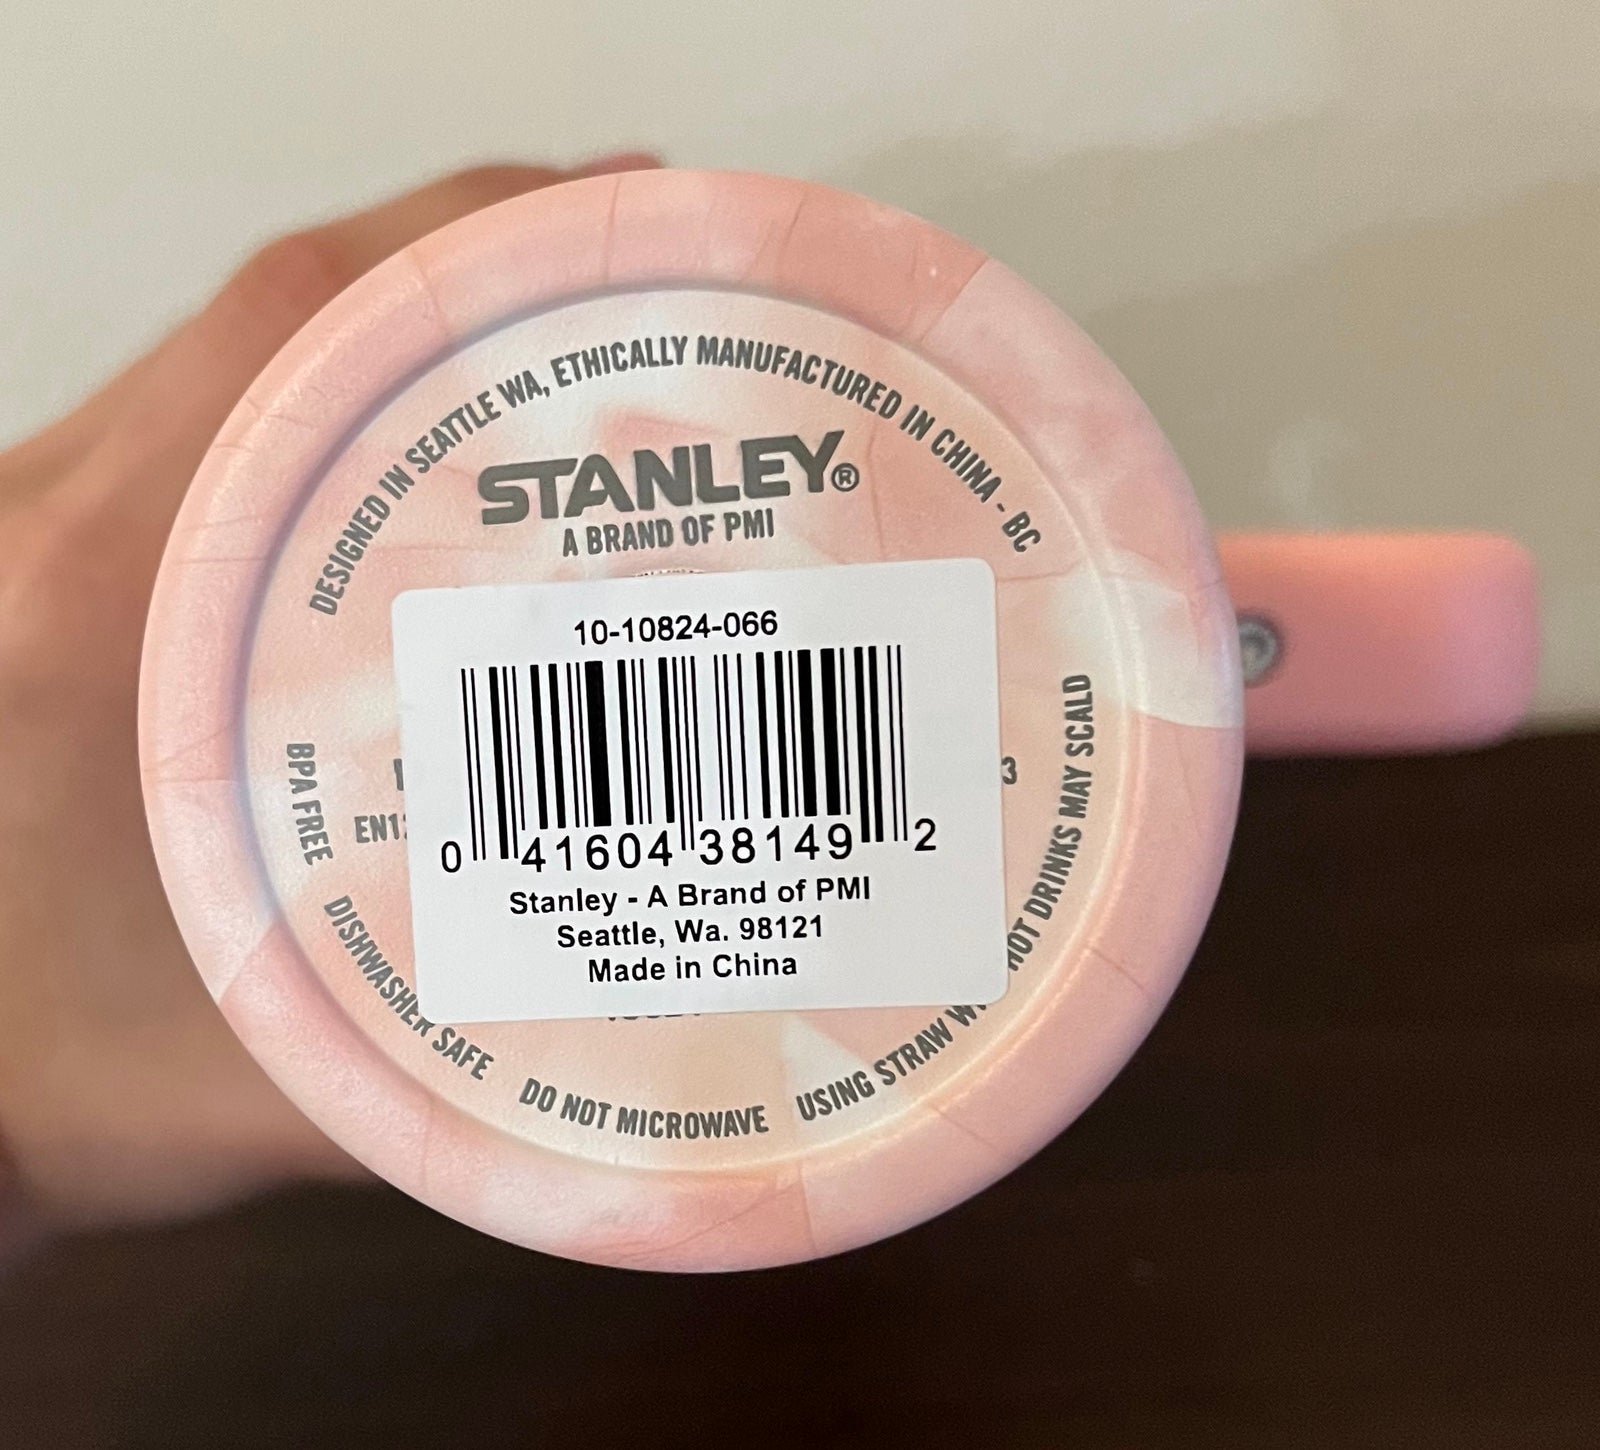 DESIGNED IN SEATTLE WA, ETHICALLY MANUFACTURED IN CHINA - BC
STANLEY®
A BRAND OF PMI
10-10824-066
0 41604 38149 2
Stanley - A Brand of PMI
Seattle, Wa. 98121
Made in China
BPA FREE
DISHWASHER SAFE
DO NOT MICROWAVE
USING STRAW
HOT DRINKS MAY SCALD